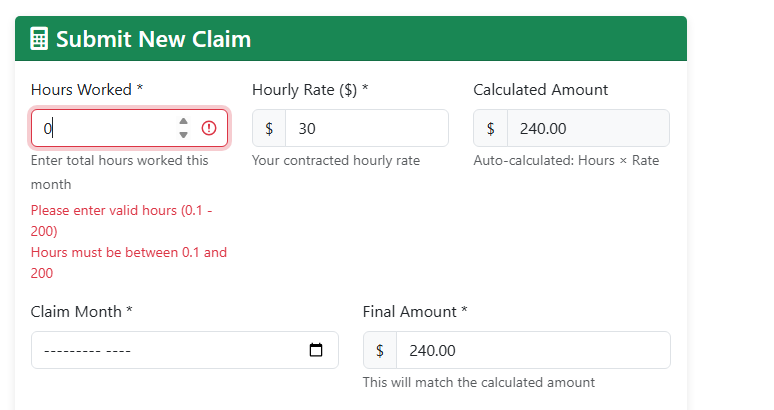 Submit New Claim
Hours Worked *
Hourly Rate ($) *
Calculated Amount
0
$ 30
$ 240.00
Enter total hours worked this
month
Your contracted hourly rate
Auto-calculated: Hours × Rate
Please enter valid hours (0.1 -
200)
Hours must be between 0.1 and
200
Claim Month *
Final Amount *
--------- ----
$ 240.00
This will match the calculated amount